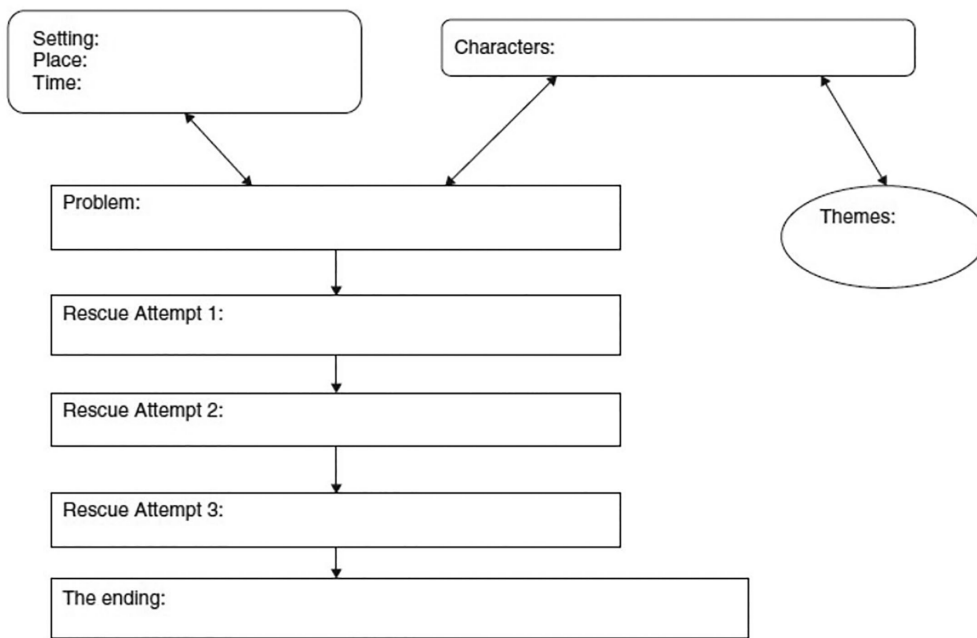 Setting:
Place:
Time:
Characters:
Problem:
Themes:
Rescue Attempt 1:
Rescue Attempt 2:
Rescue Attempt 3:
The ending: